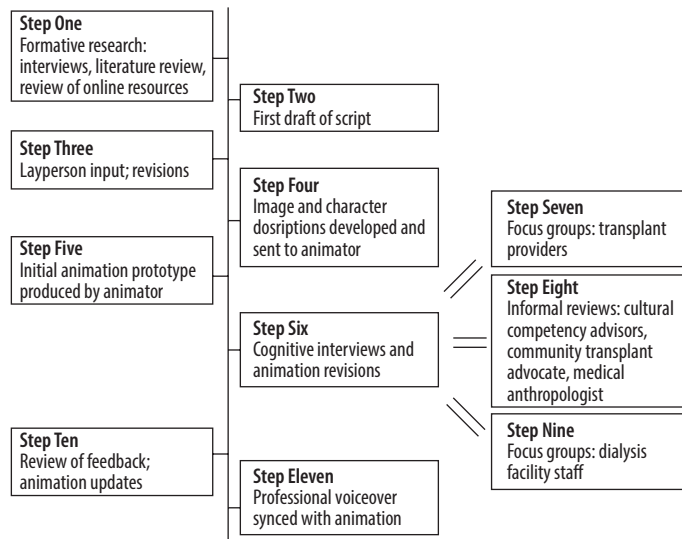 Step One
Formative research:
interviews, literature review,
review of online resources
Step Two
First draft of script
Step Three
Layperson input; revisions
Step Four
Image and character
dosriptions developed and
sent to animator
Step Five
Initial animation prototype
produced by animator
Step Six
Cognitive interviews and
animation revisions
Step Seven
Focus groups: transplant
providers
Step Eight
Informal reviews: cultural
competency advisors,
community transplant
advocate, medical
anthropologist
Step Nine
Focus groups: dialysis
facility staff
Step Ten
Review of feedback;
animation updates
Step Eleven
Professional voiceover
synced with animation